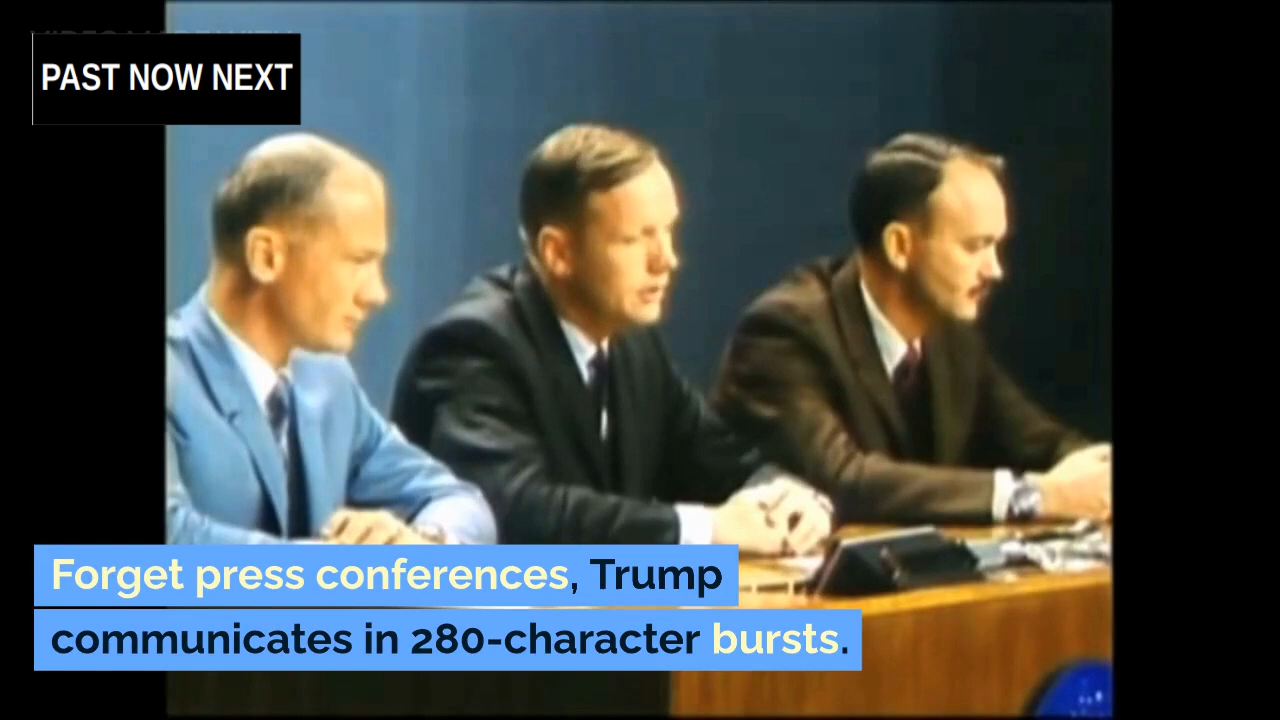 PAST NOW NEXT
Forget press conferences, Trump
communicates in 280-character bursts.